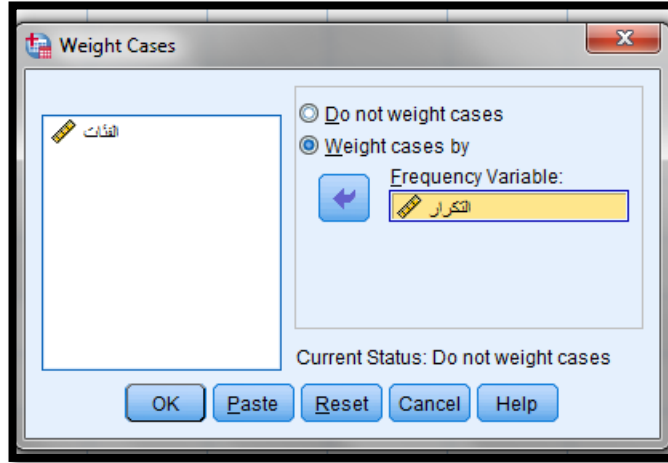 Weight Cases
الفئات
Do not weight cases
Weight cases by
Frequency Variable:
التكرار
Current Status: Do not weight cases
OK
Paste
Reset
Cancel
Help